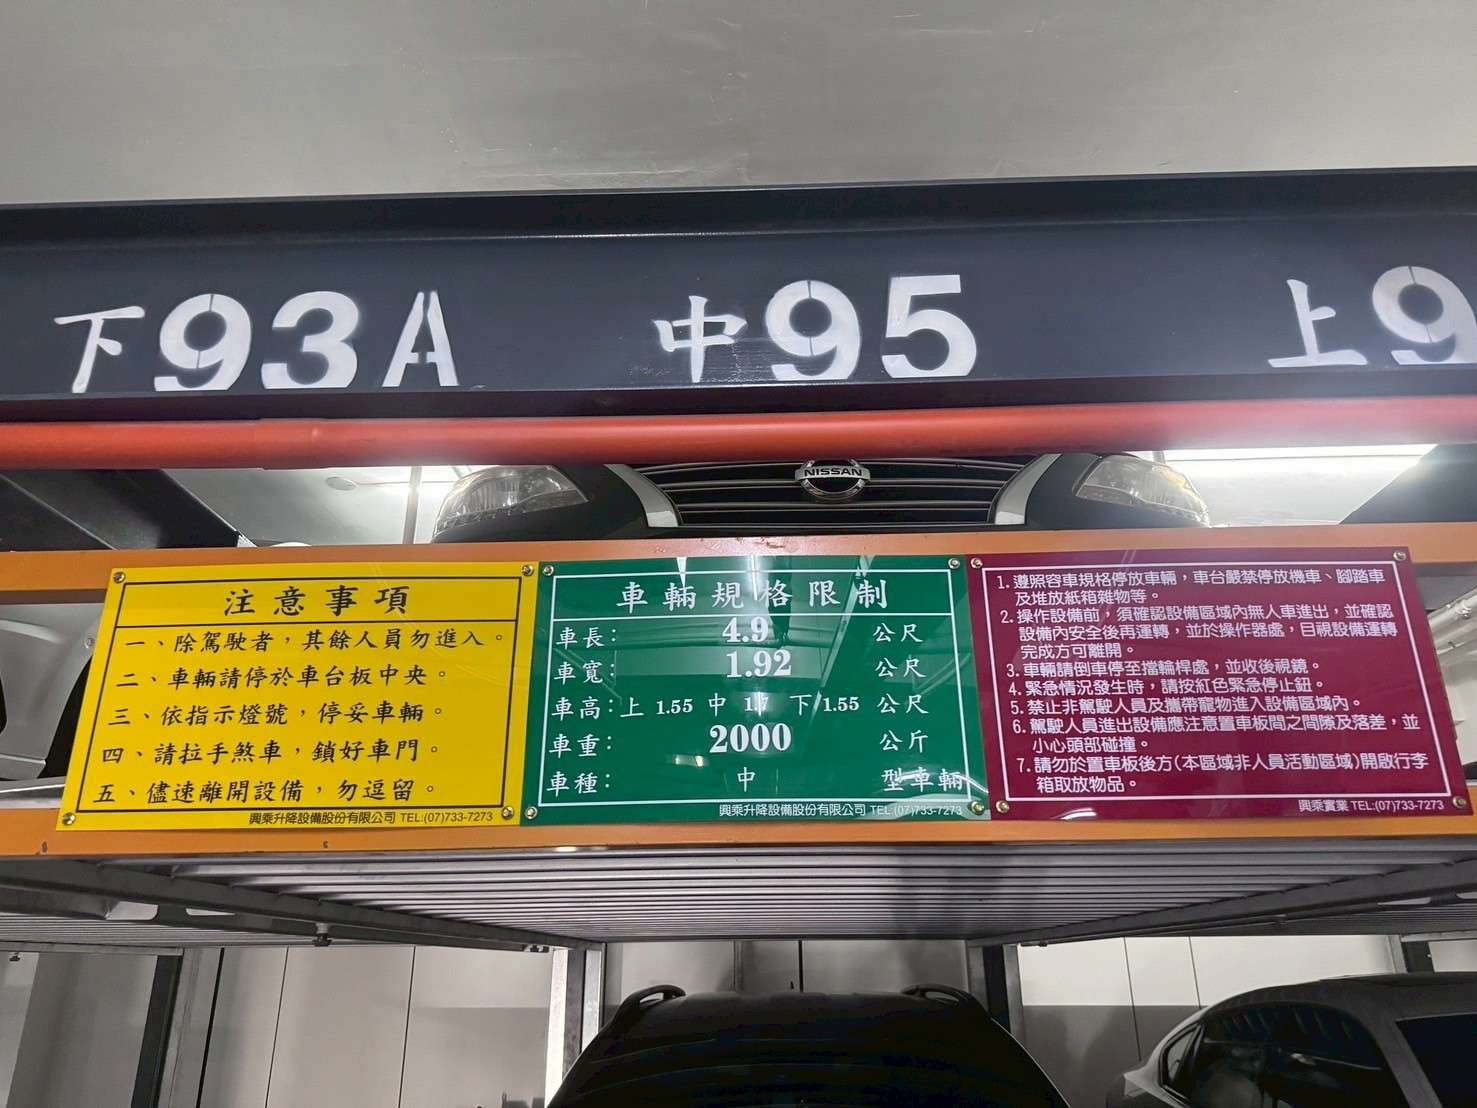 下93A
中95
上9
NISSAN
注意事項
一、除駕駛者，其餘人員勿進入。
二、車輛請停於車台板中央。
三、依指示燈號，停妥車輛。
四、請拉手煞車，鎖好車門。
五、儘速離開設備，勿逗留。
興乘升降設備股份有限公司 TEL:(07)733-7273
車輛規格限制
車長： 4.9 公尺
車寬： 1.92 公尺
車高：上 1.55 中 1.7 下 1.55 公尺
車重： 2000 公斤
車種： 中 型車輛
興乘升降設備股份有限公司 TEL:(07)733-7273
1. 遵照容車規格停放車輛，車台嚴禁停放機車、腳踏車
及堆放紙箱雜物等。
2. 操作設備前，須確認設備區域內無人車進出，並確認
設備內安全後再運轉，並於操作器處，目視設備運轉
完成方可離開。
3. 車輛請倒車停至擋輪桿處，並收後視鏡。
4. 緊急情況發生時，請按紅色緊急停止鈕。
5. 禁止非駕駛人員及攜帶寵物進入設備區域內。
6. 駕駛人員進出設備應注意置車板間之間隙及落差，並
小心頭部碰撞。
7. 請勿於置車板後方(本區域非人員活動區域)開啟行李
箱取放物品。
興乘實業 TEL:(07)733-7273